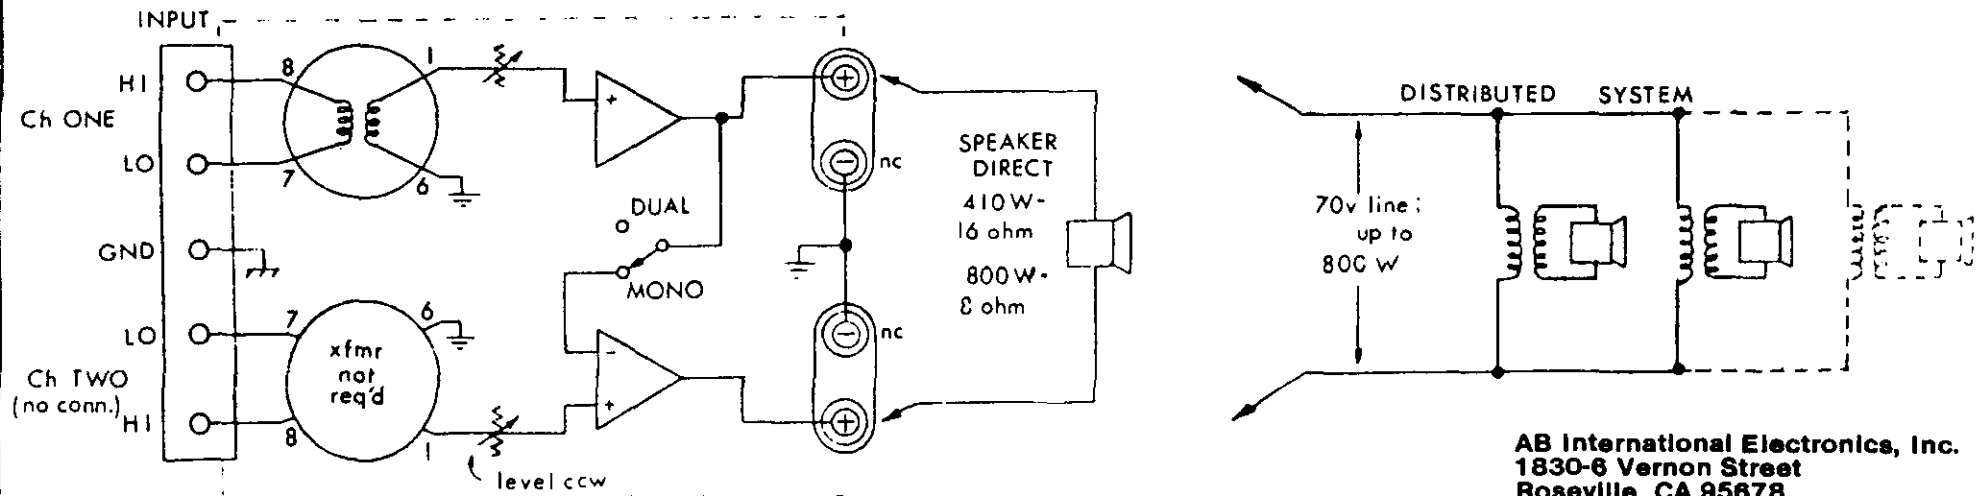 INPUT
HI
Ch ONE
LO
GND
LO
Ch TWO
(no conn.)
HI
8
1
7
6
7
6
xfmr
not
req'd
8
1
level ccw
+
DUAL
MONO
-
+
+
-
nc
-
nc
+
SPEAKER
DIRECT
410W-
16 ohm
800W-
8 ohm
DISTRIBUTED SYSTEM
70v line:
up to
800 W
AB International Electronics, Inc.
1830-6 Vernon Street
Roseville, CA 95678